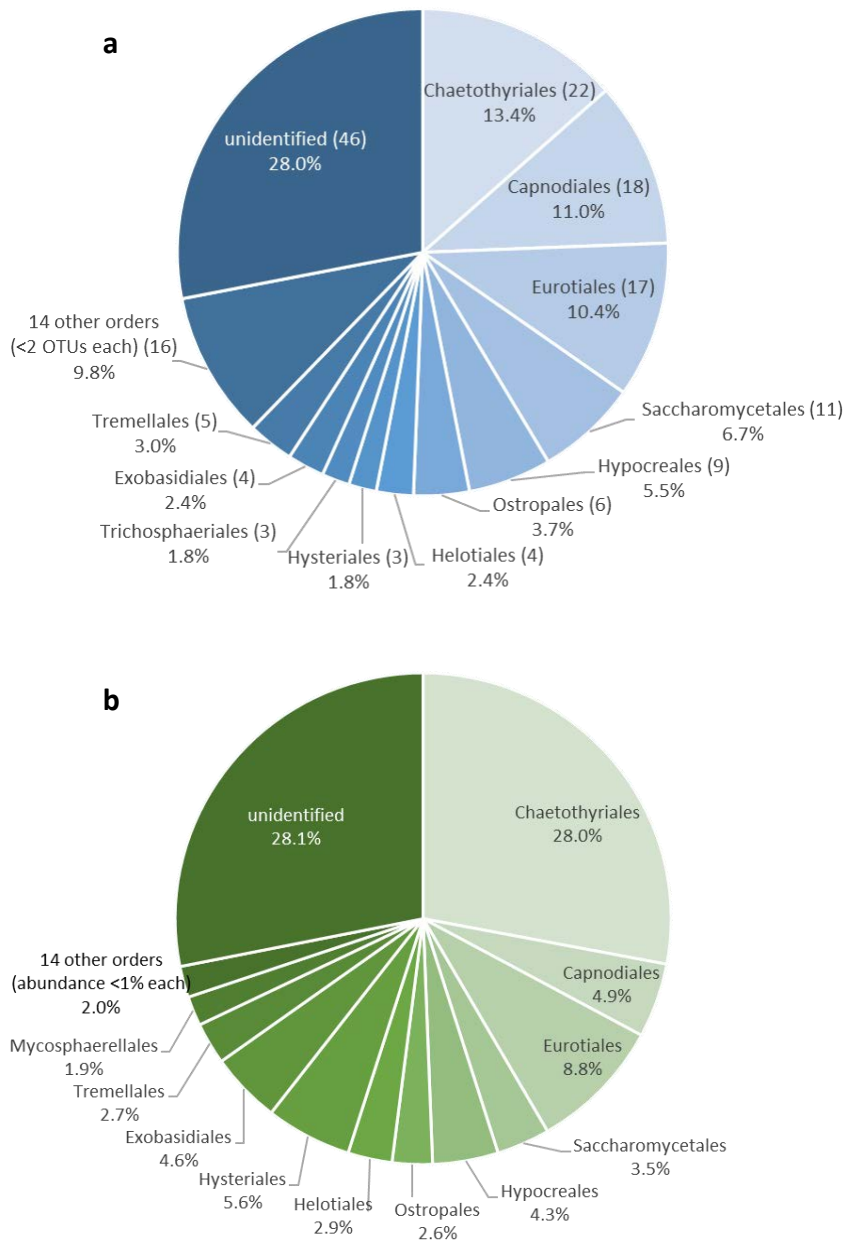 a
Chaetothyriales (22)
13.4%
unidentified (46)
28.0%
Capnodiales (18)
11.0%
Eurotiales (17)
10.4%
14 other orders
(<2 OTUs each) (16)
9.8%
Saccharomycetales (11)
6.7%
Tremellales (5)
3.0%
Hypocreales (9)
5.5%
Exobasidiales (4)
2.4%
Ostropales (6)
3.7%
Trichosphaeriales (3)
1.8%
Hysteriales (3)
1.8%
Helotiales (4)
2.4%
b
unidentified
28.1%
Chaetothyriales
28.0%
14 other orders
(abundance <1% each)
2.0%
Capnodiales
4.9%
Eurotiales
8.8%
Mycosphaerellales
1.9%
Tremellales
2.7%
Exobasidiales
4.6%
Saccharomycetales
3.5%
Hysteriales
5.6%
Hypocreales
4.3%
Helotiales
2.9%
Ostropales
2.6%